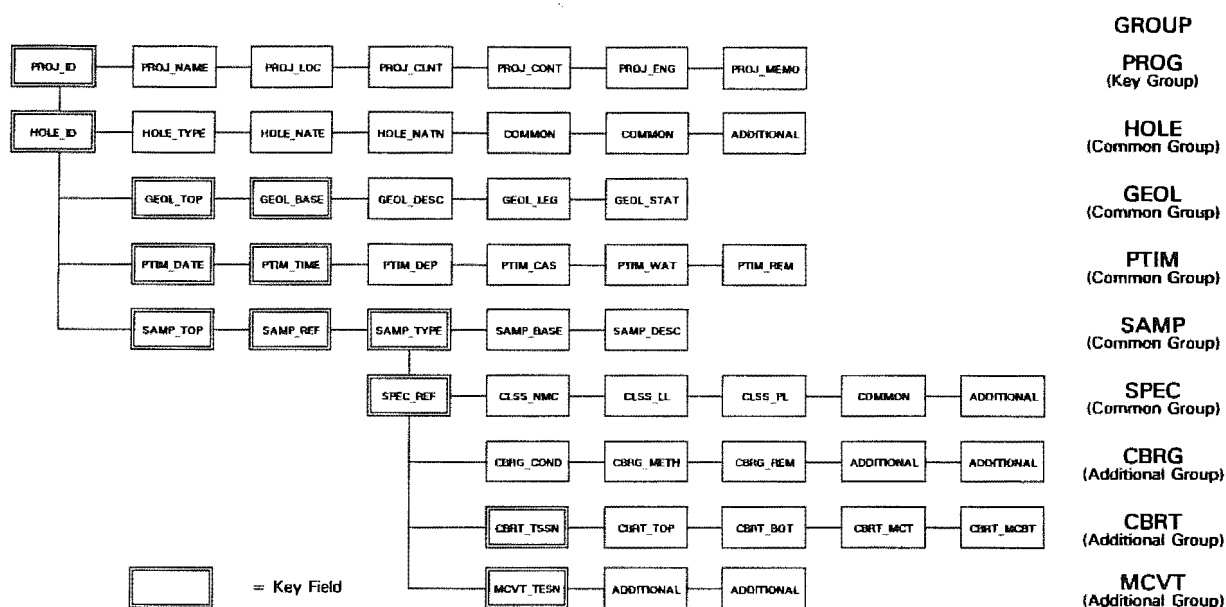 GROUP
PROJ_ID PROJ_NAME PROJ_LOC PROJ_CLNT PROJ_CONT PROJ_ENG PROJ_MEMO PROG
(Key Group)
HOLE_ID HOLE_TYPE HOLE_NATE HOLE_NATN COMMON COMMON ADDITIONAL HOLE
(Common Group)
GEOL_TOP GEOL_BASE GEOL_DESC GEOL_LEG GEOL_STAT GEOL
(Common Group)
PTIM_DATE PTIM_TIME PTIM_DEP PTIM_CAS PTIM_WAT PTIM_REM PTIM
(Common Group)
SAMP_TOP SAMP_REF SAMP_TYPE SAMP_BASE SAMP_DESC SAMP
(Common Group)
SPEC_REF CLSS_NMC CLSS_LL CLSS_PL COMMON ADDITIONAL SPEC
(Common Group)
CBRG_COND CBRG_METH CBRG_REM ADDITIONAL ADDITIONAL CBRG
(Additional Group)
CBRT_TSSN CBRT_TOP CBRT_BOT CBRT_MCT CBRT_MCBT CBRT
(Additional Group)
= Key Field MCVT_TESN ADDITIONAL ADDITIONAL MCVT
(Additional Group)